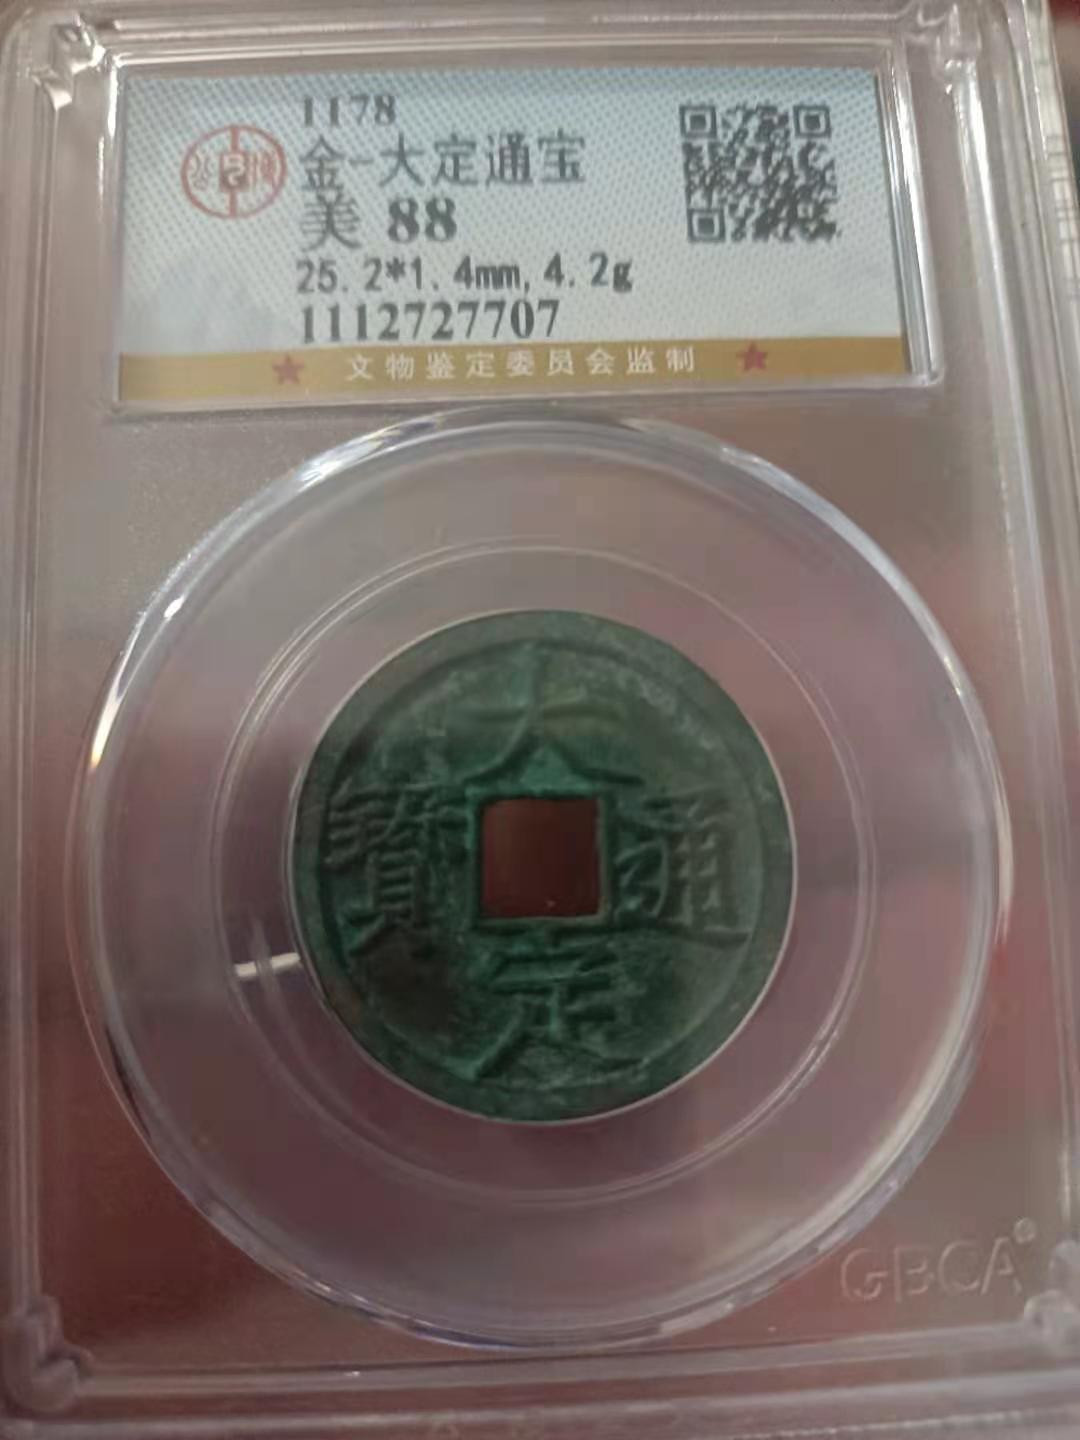 1178
金-大定通宝
美 88
25.2*1.4mm,4.2g
1112727707
文物鉴定委员会监制
大
寳 通
定
GBCA®